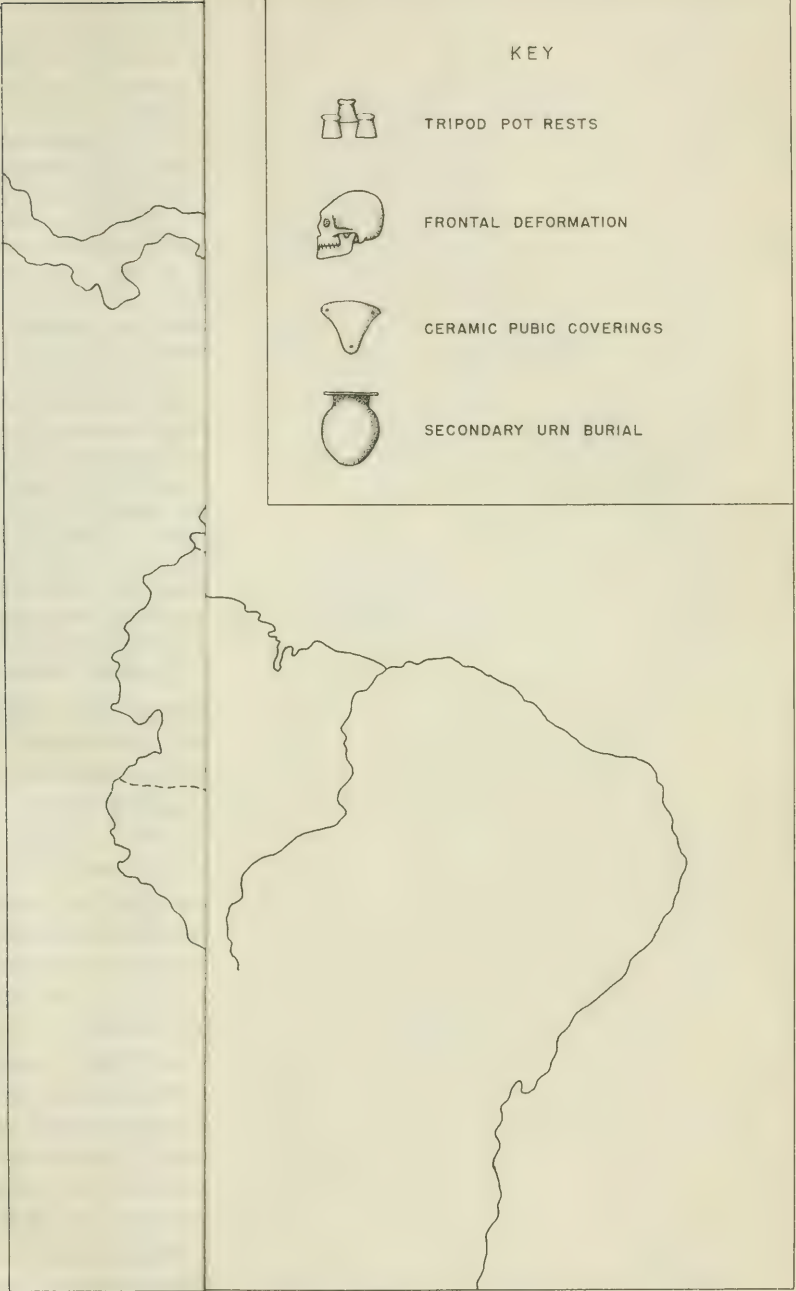 KEY
TRIPOD POT RESTS
FRONTAL DEFORMATION
CERAMIC PUBIC COVERINGS
SECONDARY URN BURIAL